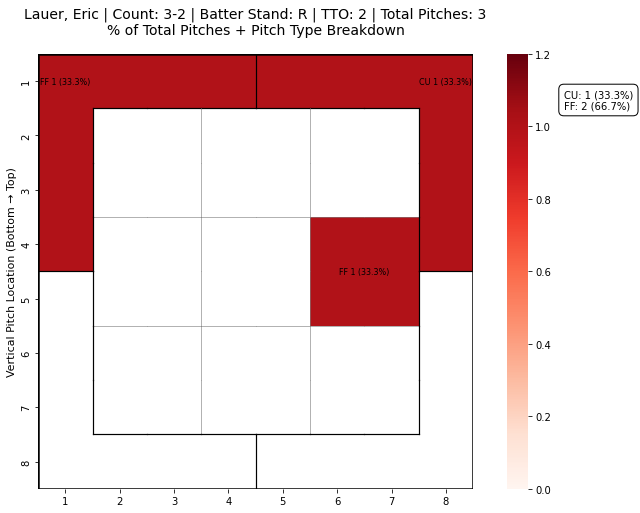 Lauer, Eric | Count: 3-2 | Batter Stand: R | TTO: 2 | Total Pitches: 3
% of Total Pitches + Pitch Type Breakdown
Vertical Pitch Location (Bottom → Top)
1
2
3
4
5
6
7
8
FF 1 (33.3%)
CU 1 (33.3%)
FF 1 (33.3%)
1
2
3
4
5
6
7
8
1.2
1.0
0.8
0.6
0.4
0.2
0.0
CU: 1 (33.3%)
FF: 2 (66.7%)